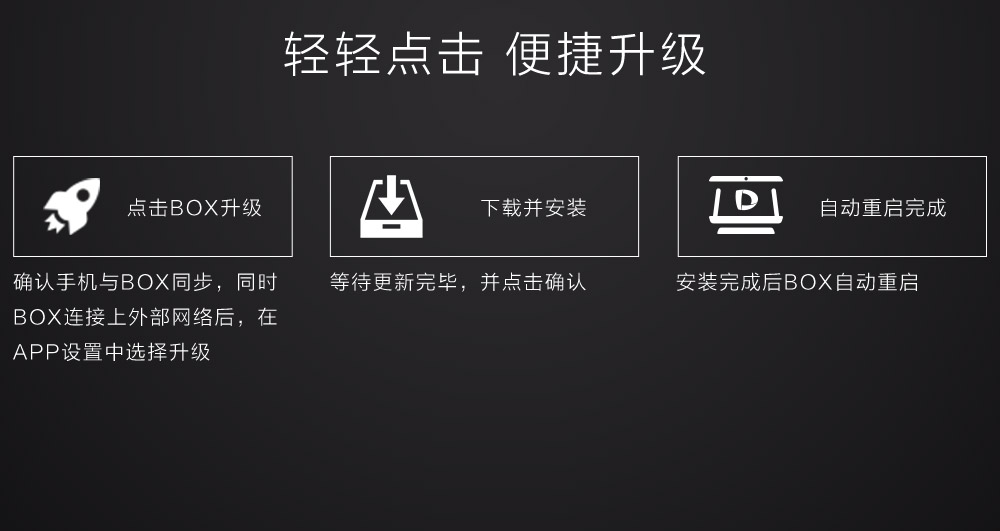 轻轻点击 便捷升级
点击BOX升级
确认手机与BOX同步，同时
BOX连接上外部网络后，在
APP设置中选择升级
下载并安装
等待更新完毕，并点击确认
D
自动重启完成
安装完成后BOX自动重启